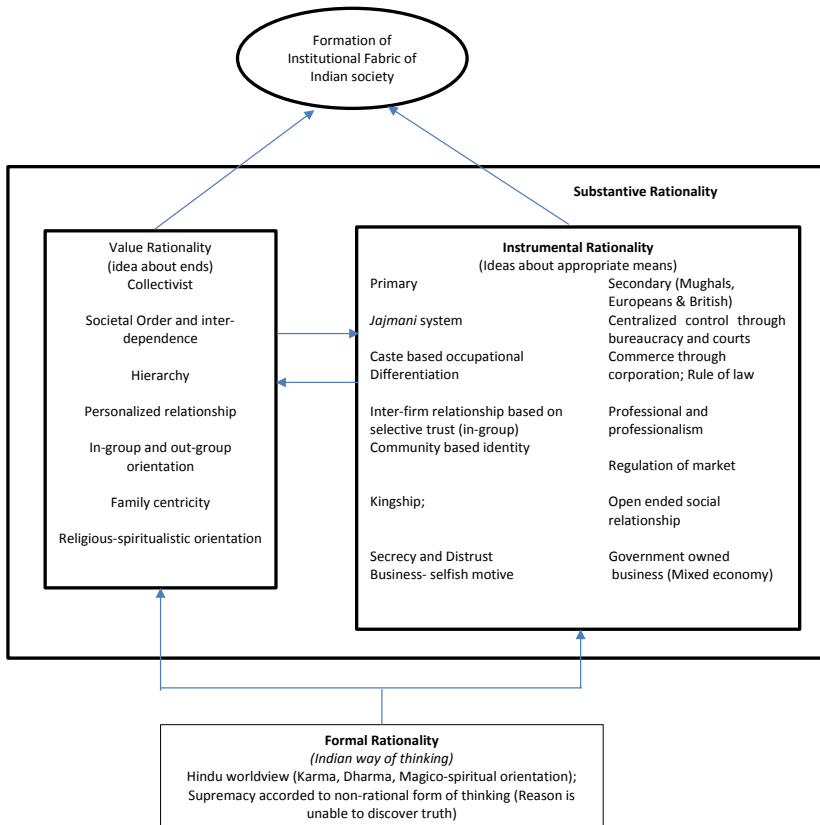 Formation of
Institutional Fabric of
Indian society
Substantive Rationality
Value Rationality
(idea about ends)
Collectivist
Societal Order and inter-
dependence
Hierarchy
Personalized relationship
In-group and out-group
orientation
Family centricity
Religious-spiritualistic orientation
Instrumental Rationality
(Ideas about appropriate means)
Primary
Jajmani system
Caste based occupational
Differentiation
Inter-firm relationship based on
selective trust (in-group)
Community based identity
Kingship;
Secrecy and Distrust
Business- selfish motive
Secondary (Mughals,
Europeans & British)
Centralized control through
bureaucracy and courts
Commerce through
corporation; Rule of law
Professional and
professionalism
Regulation of market
Open ended social
relationship
Government owned
business (Mixed economy)
Formal Rationality
(Indian way of thinking)
Hindu worldview (Karma, Dharma, Magico-spiritual orientation);
Supremacy accorded to non-rational form of thinking (Reason is
unable to discover truth)